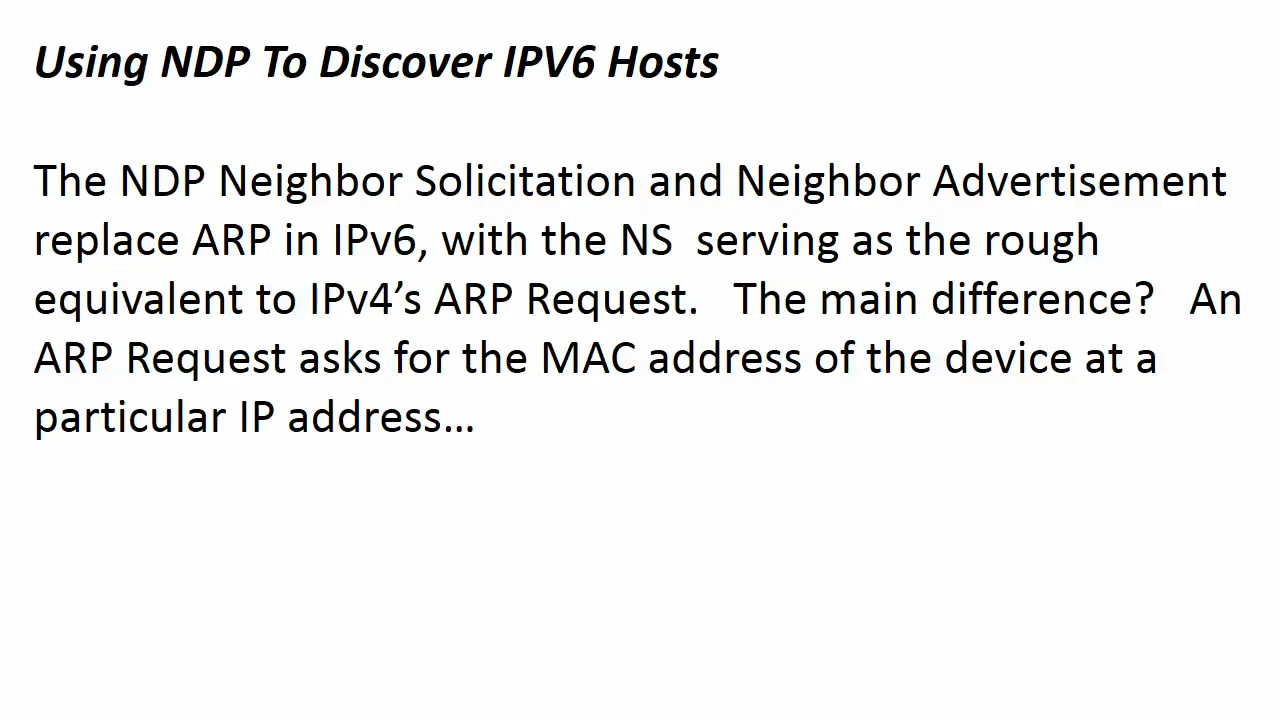 Using NDP To Discover IPV6 Hosts
The NDP Neighbor Solicitation and Neighbor Advertisement
replace ARP in IPv6, with the NS  serving as the rough
equivalent to IPv4’s ARP Request.   The main difference?   An
ARP Request asks for the MAC address of the device at a
particular IP address…